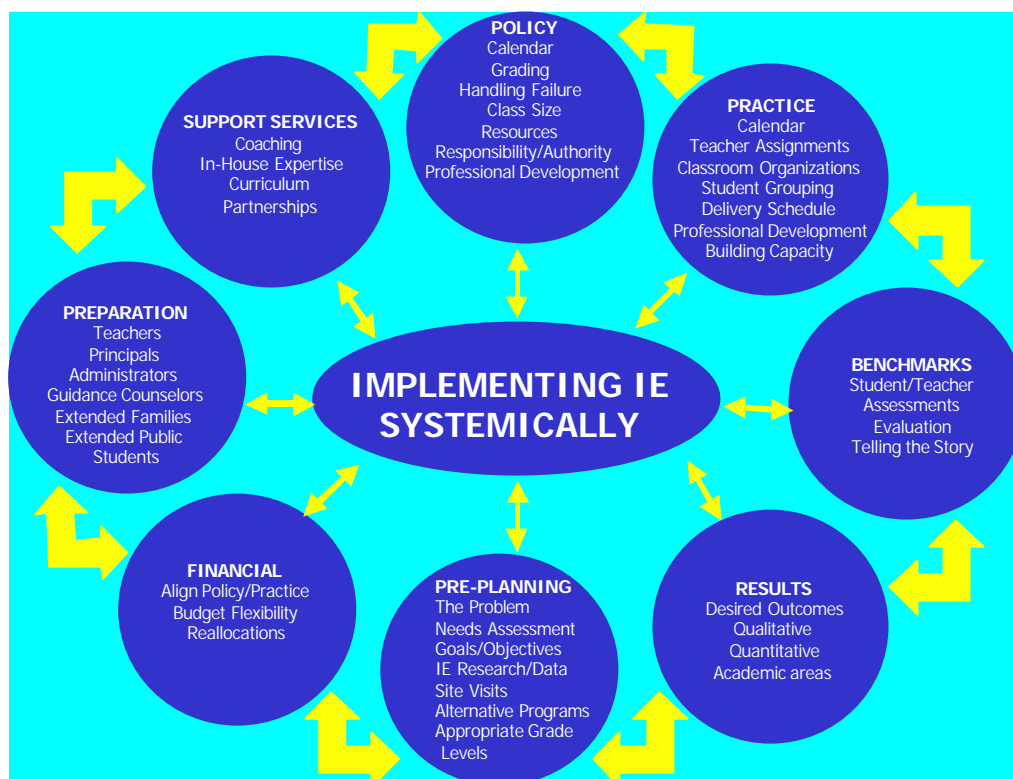 POLICY
Calendar
Grading
Handling Failure
Class Size
Resources
Responsibility/Authority
Professional Development
PRACTICE
Calendar
Teacher Assignments
Classroom Organizations
Student Grouping
Delivery Schedule
Professional Development
Building Capacity
SUPPORT SERVICES
Coaching
In-House Expertise
Curriculum
Partnerships
PREPARATION
Teachers
Principals
Administrators
Guidance Counselors
Extended Families
Extended Public
Students
IMPLEMENTING IE
SYSTEMICALLY
BENCHMARKS
Student/Teacher
Assessments
Evaluation
Telling the Story
FINANCIAL
Align Policy/Practice
Budget Flexibility
Reallocations
PRE-PLANNING
The Problem
Needs Assessment
Goals/Objectives
IE Research/Data
Site Visits
Alternative Programs
Appropriate Grade
Levels
RESULTS
Desired Outcomes
Qualitative
Quantitative
Academic areas